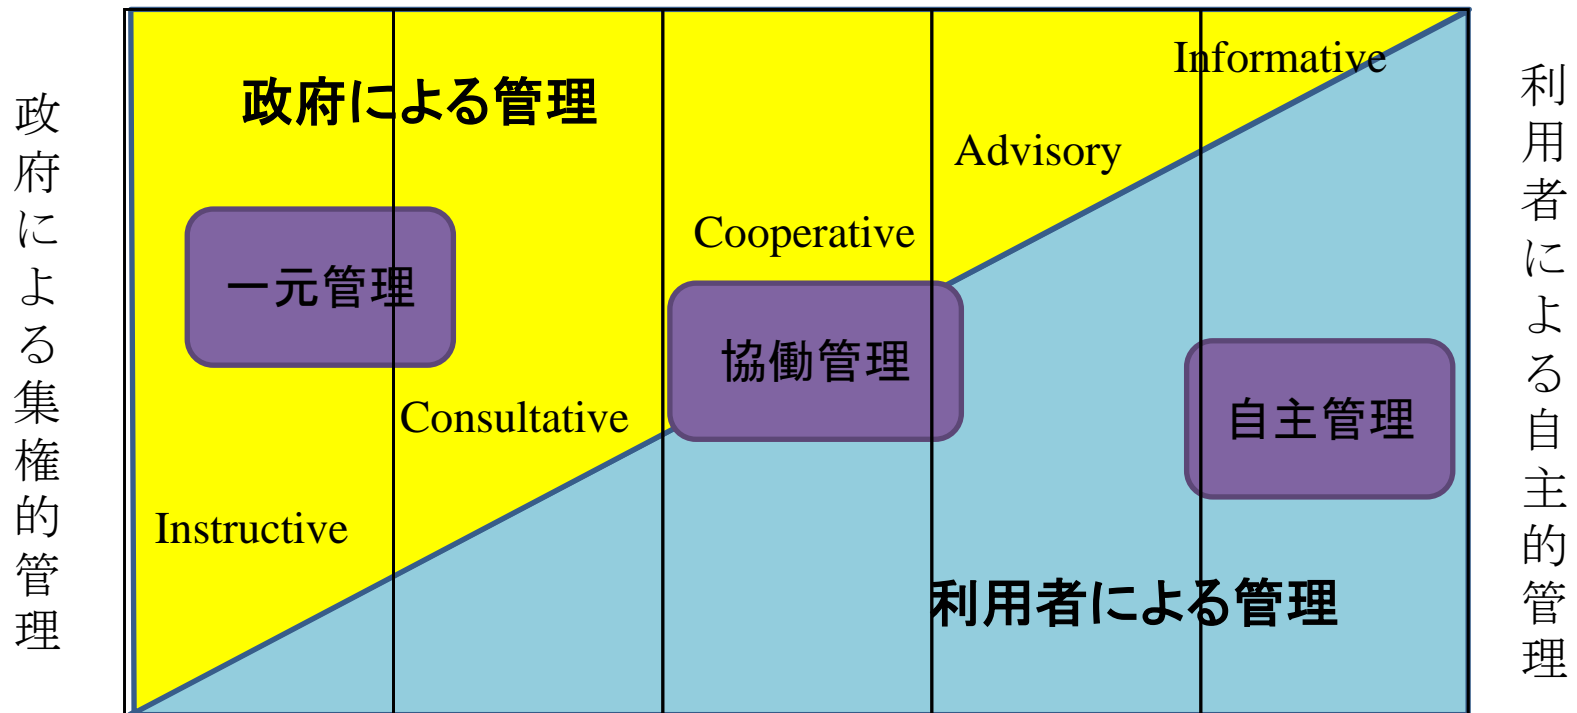 政府による集権的管理
政府による管理
一元管理
Instructive
Consultative
Cooperative
協働管理
Advisory
Informative
自主管理
利用者による管理
利用者による自主的管理